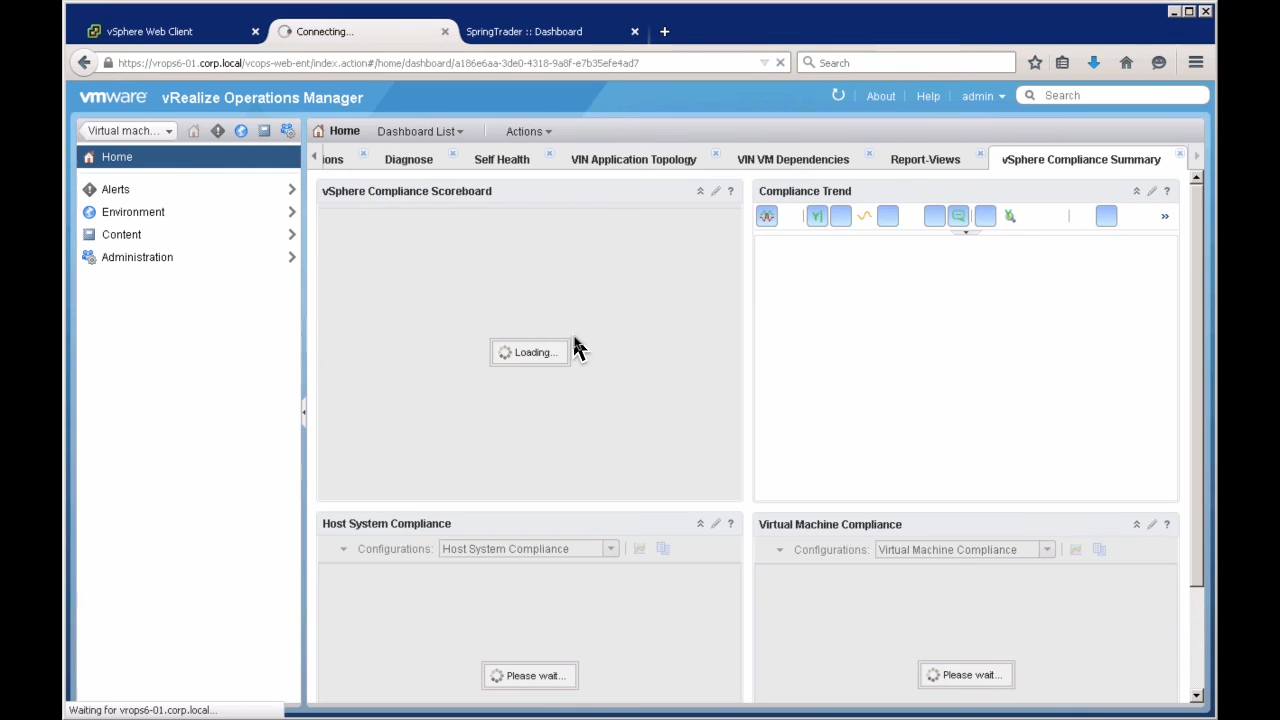 vSphere Web Client
Connecting...
SpringTrader :: Dashboard
https://vrops6-01.corp.local/vcops-web-ent/index.action#/home/dashboard/a186e6aa-3de0-4318-9a8f-e7b35efe4ad7
Search
vmware vRealize Operations Manager
About
Help
admin
Search
Virtual mach...
Home
Dashboard List
Actions
Home
ions
Diagnose
Self Health
VIN Application Topology
VIN VM Dependencies
Report-Views
vSphere Compliance Summary
Alerts
Environment
Content
Administration
vSphere Compliance Scoreboard
Loading...
Compliance Trend
Host System Compliance
Configurations: Host System Compliance
Please wait...
Virtual Machine Compliance
Configurations: Virtual Machine Compliance
Please wait...
Waiting for vrops6-01.corp.local...